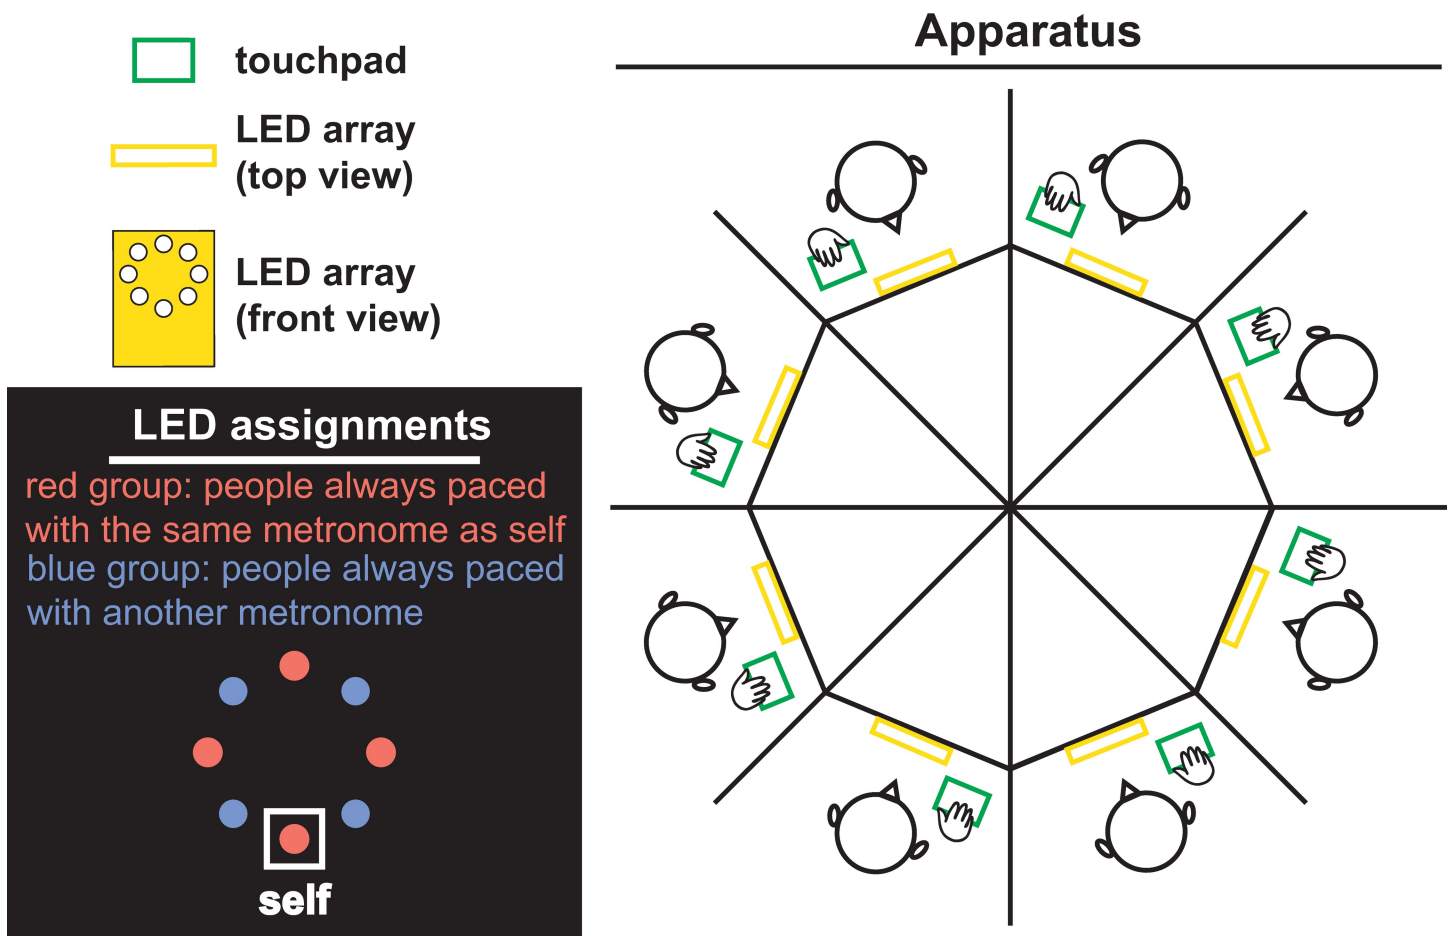 touchpad
LED array
(top view)
LED array
(front view)
LED assignments
red group: people always paced
with the same metronome as self
blue group: people always paced
with another metronome
self
Apparatus